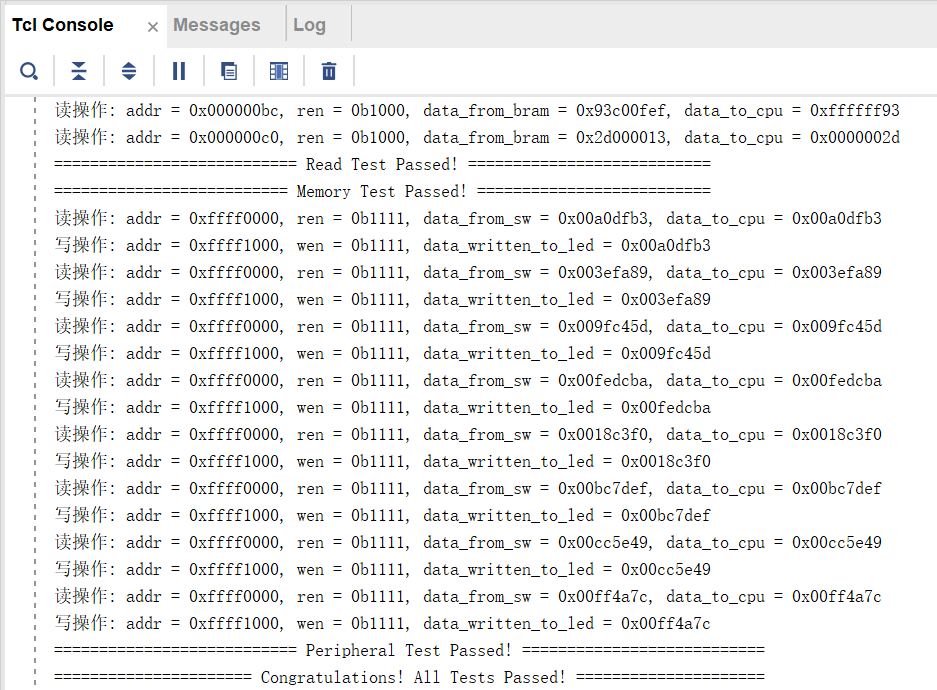 Tcl Console × Messages Log
读操作: addr = 0x000000bc, ren = 0b1000, data_from_bram = 0x93c00fef, data_to_cpu = 0xffffff93
读操作: addr = 0x000000c0, ren = 0b1000, data_from_bram = 0x2d000013, data_to_cpu = 0x0000002d
=========================== Read Test Passed! ===========================
========================== Memory Test Passed! ==========================
读操作: addr = 0xffff0000, ren = 0b1111, data_from_sw = 0x00a0dfb3, data_to_cpu = 0x00a0dfb3
写操作: addr = 0xffff1000, wen = 0b1111, data_written_to_led = 0x00a0dfb3
读操作: addr = 0xffff0000, ren = 0b1111, data_from_sw = 0x003efa89, data_to_cpu = 0x003efa89
写操作: addr = 0xffff1000, wen = 0b1111, data_written_to_led = 0x003efa89
读操作: addr = 0xffff0000, ren = 0b1111, data_from_sw = 0x009fc45d, data_to_cpu = 0x009fc45d
写操作: addr = 0xffff1000, wen = 0b1111, data_written_to_led = 0x009fc45d
读操作: addr = 0xffff0000, ren = 0b1111, data_from_sw = 0x00fedcba, data_to_cpu = 0x00fedcba
写操作: addr = 0xffff1000, wen = 0b1111, data_written_to_led = 0x00fedcba
读操作: addr = 0xffff0000, ren = 0b1111, data_from_sw = 0x0018c3f0, data_to_cpu = 0x0018c3f0
写操作: addr = 0xffff1000, wen = 0b1111, data_written_to_led = 0x0018c3f0
读操作: addr = 0xffff0000, ren = 0b1111, data_from_sw = 0x00bc7def, data_to_cpu = 0x00bc7def
写操作: addr = 0xffff1000, wen = 0b1111, data_written_to_led = 0x00bc7def
读操作: addr = 0xffff0000, ren = 0b1111, data_from_sw = 0x00cc5e49, data_to_cpu = 0x00cc5e49
写操作: addr = 0xffff1000, wen = 0b1111, data_written_to_led = 0x00cc5e49
读操作: addr = 0xffff0000, ren = 0b1111, data_from_sw = 0x00ff4a7c, data_to_cpu = 0x00ff4a7c
写操作: addr = 0xffff1000, wen = 0b1111, data_written_to_led = 0x00ff4a7c
=========================== Peripheral Test Passed! ===========================
====================== Congratulations! All Tests Passed! =====================